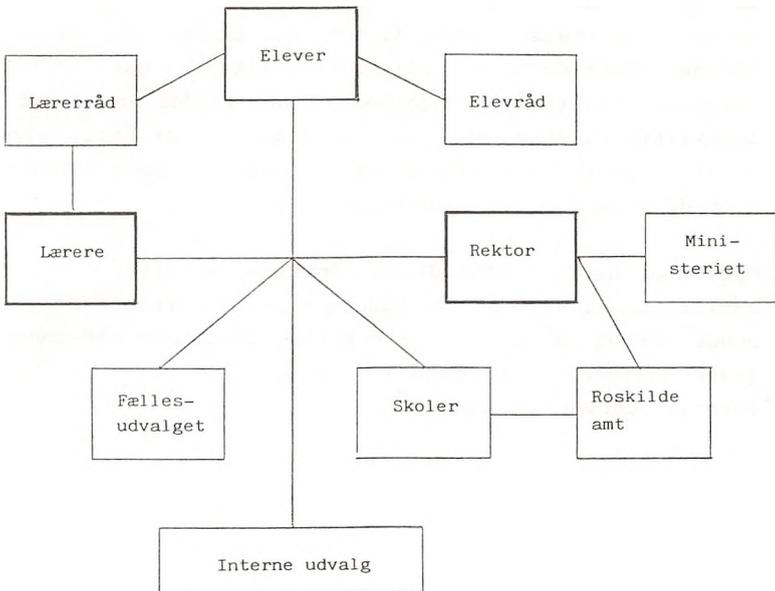 Elever
Lærerråd
Elevråd
Lærere
Rektor
Mini-
steriet
Fælles-
udvalget
Skoler
Roskilde
amt
Interne udvalg